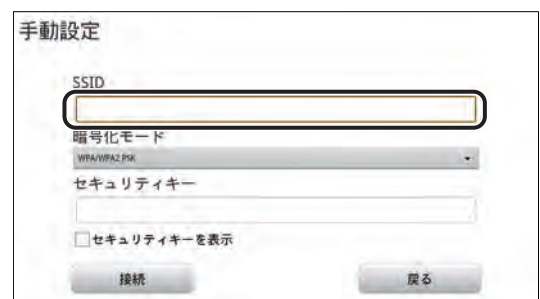 手動設定
SSID
暗号化モード
WPA/WPA2 PSK
セキュリティキー
セキュリティキーを表示
接続
戻る